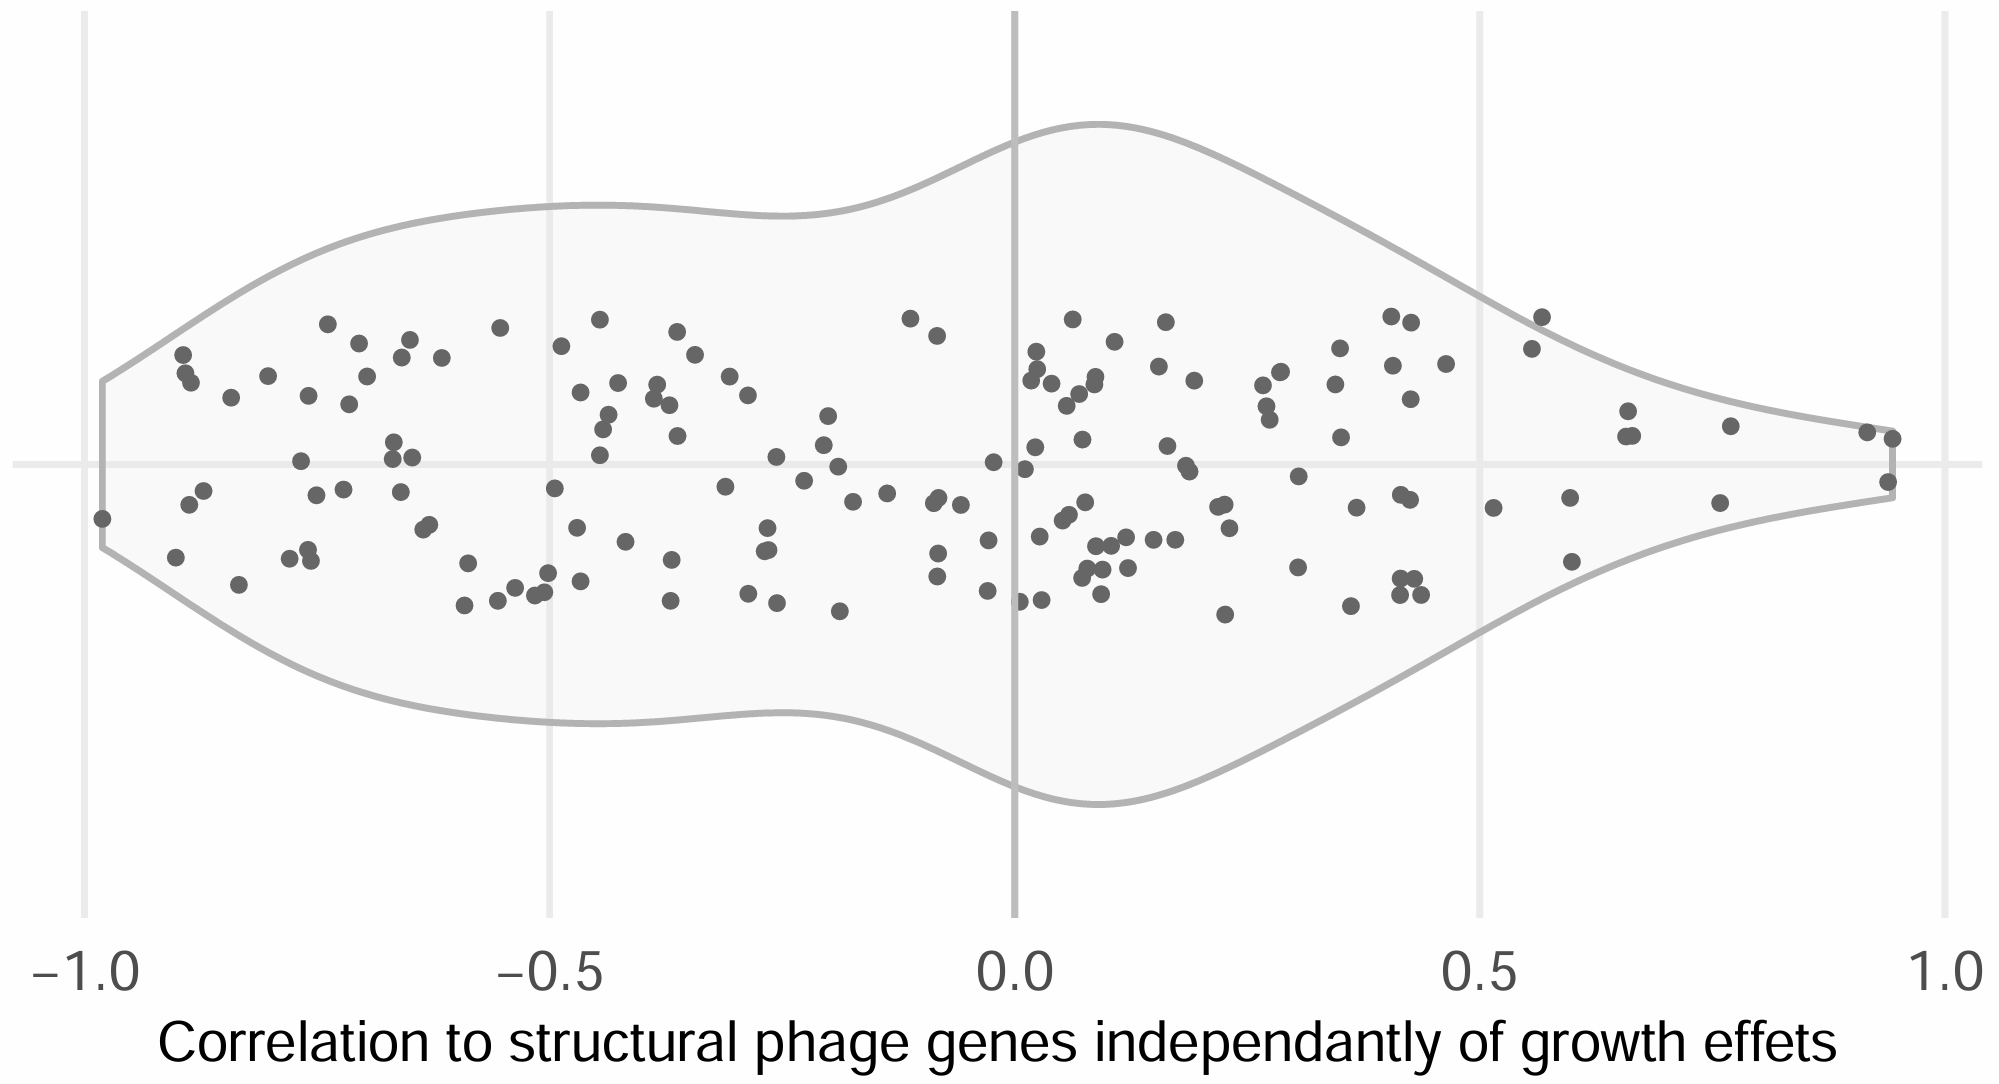 −1.0 −0.5 0.0 0.5 1.0
Correlation to structural phage genes independantly of growth effets